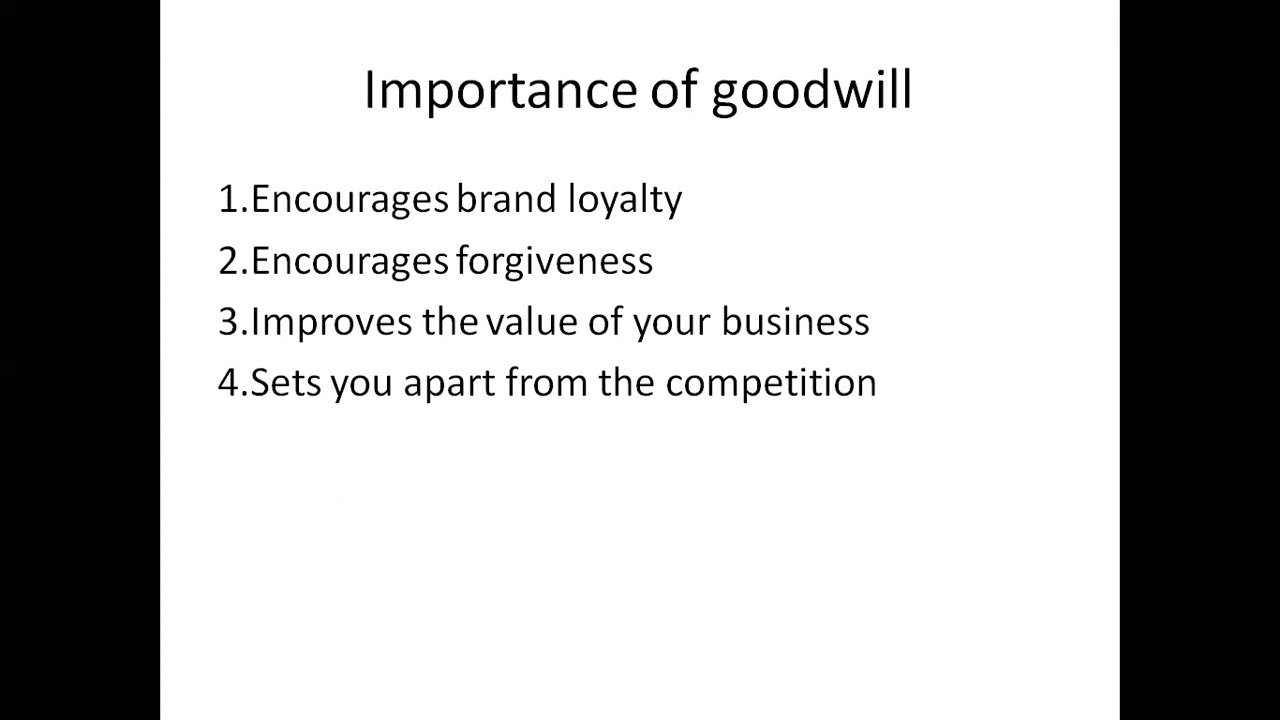 Importance of goodwill
1.Encourages brand loyalty
2.Encourages forgiveness
3.Improves the value of your business
4.Sets you apart from the competition